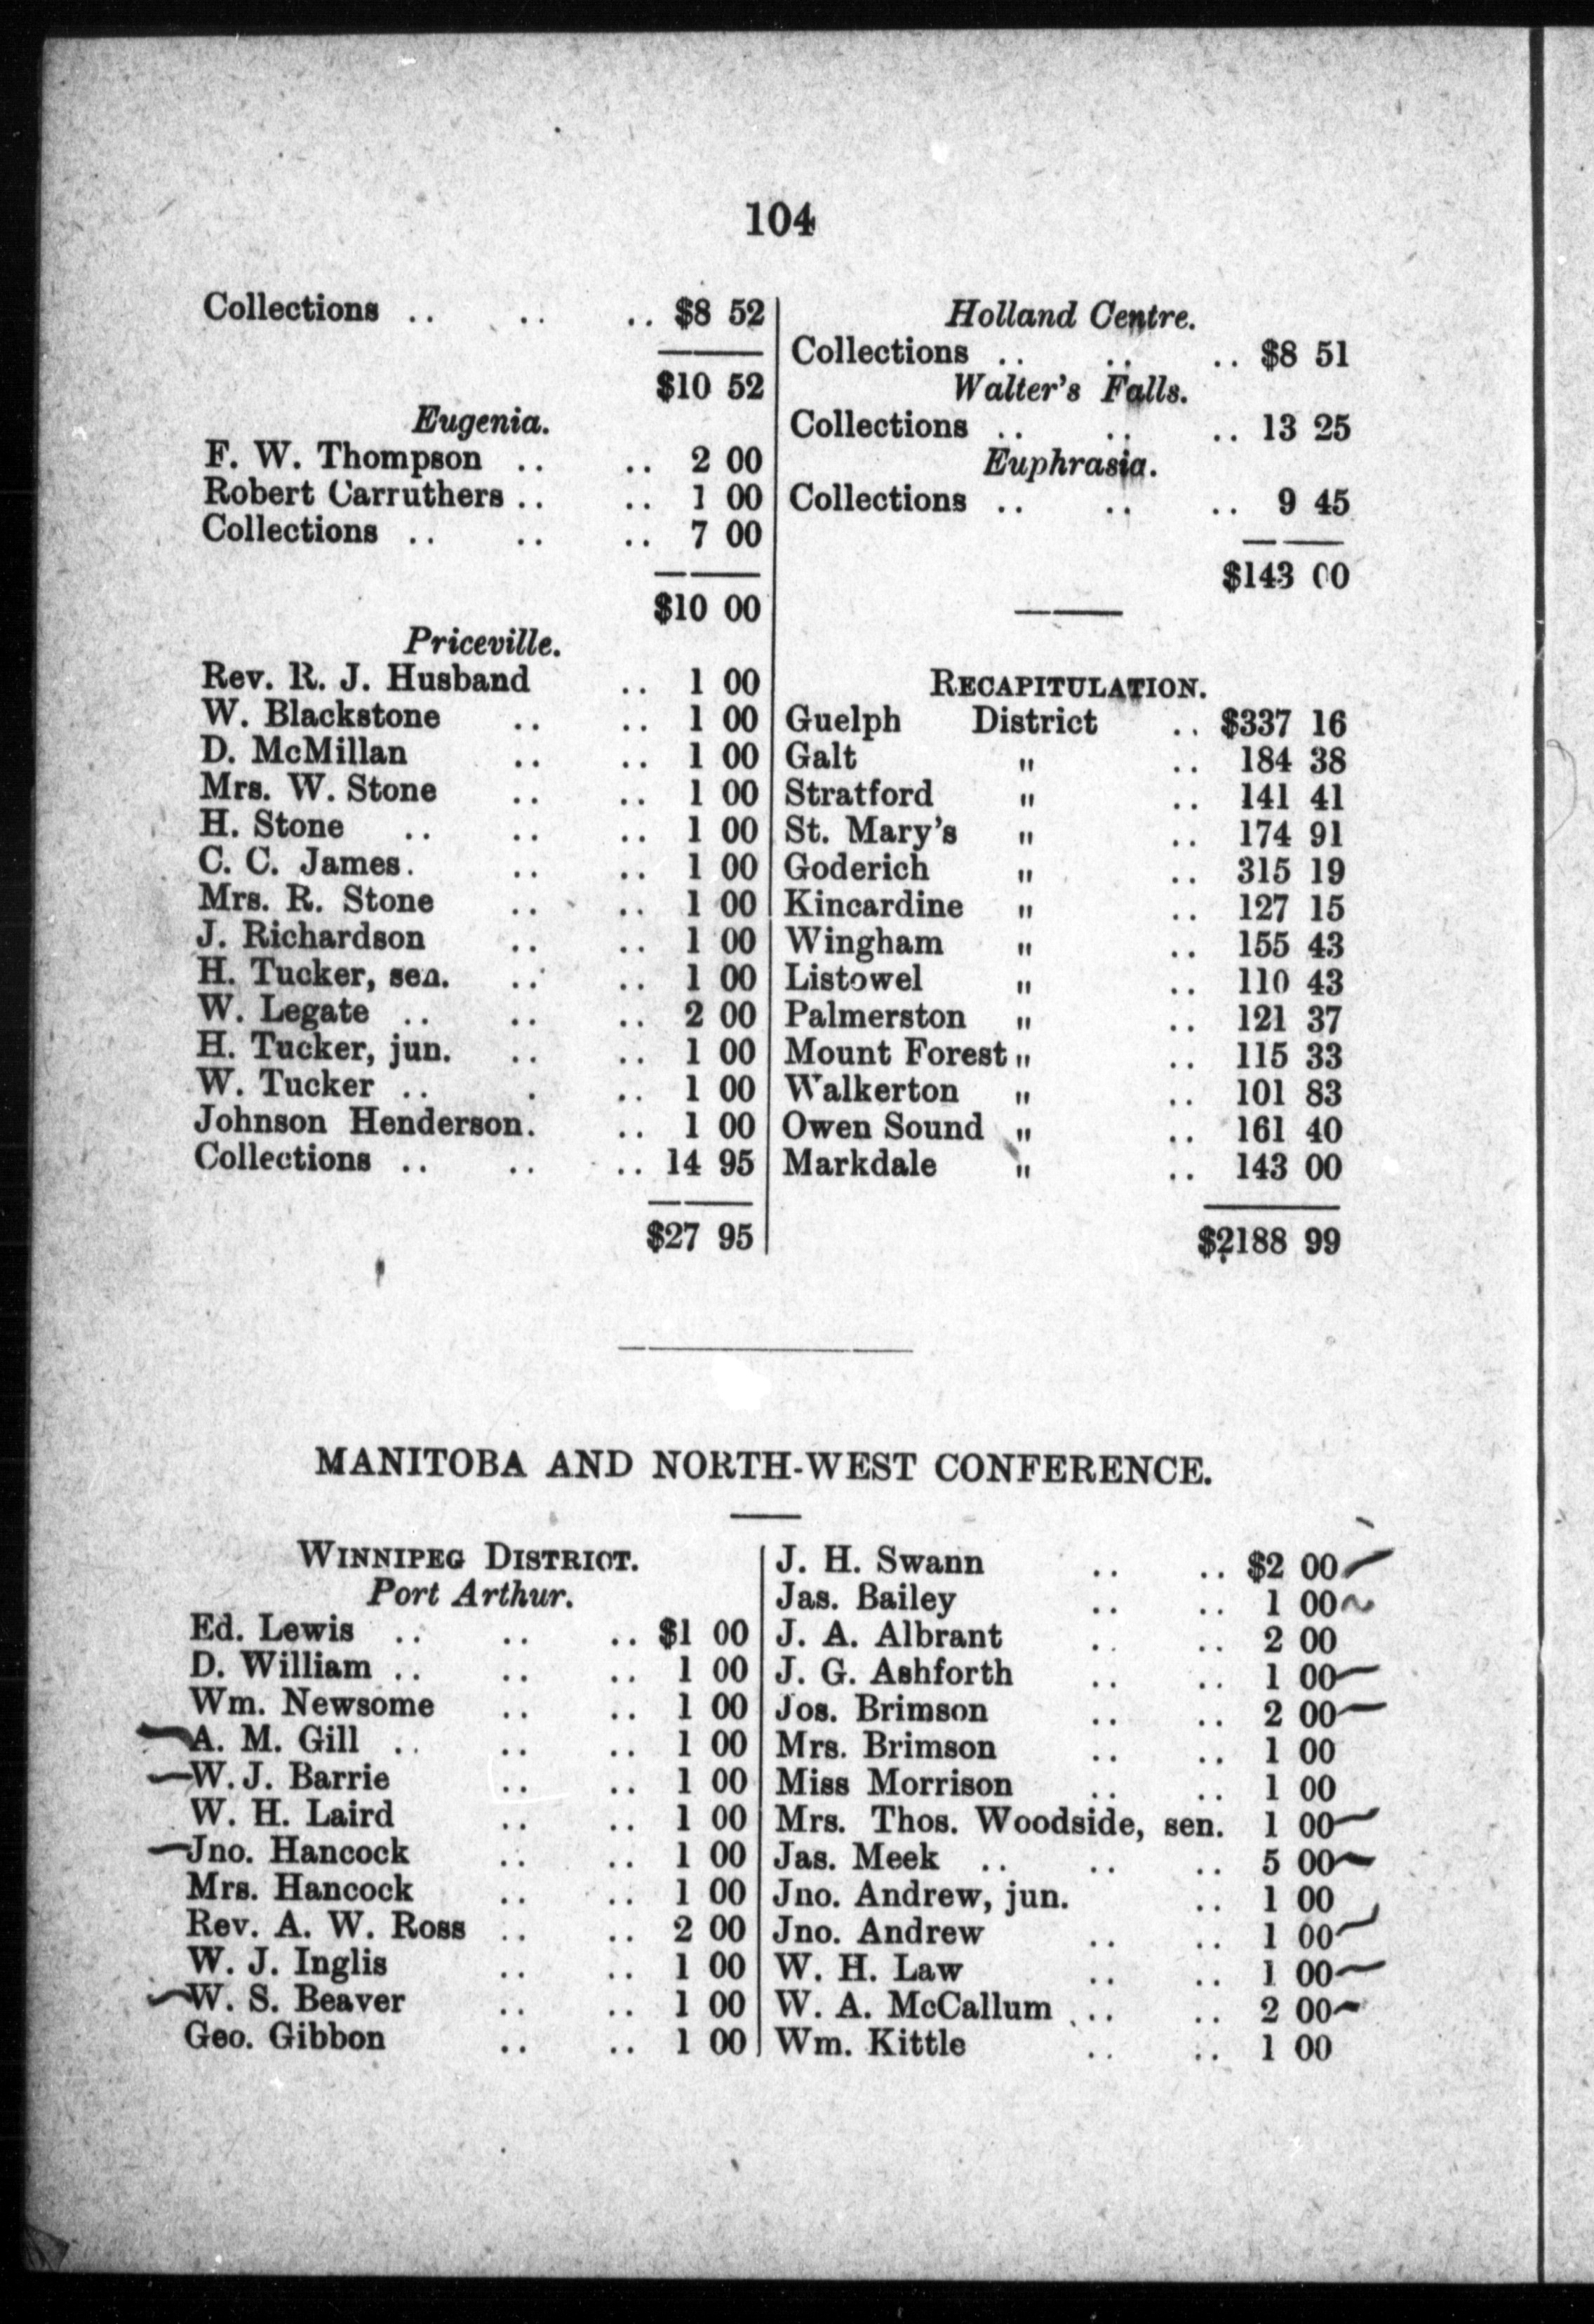 104
Collections .. .. .. $8 52
$10 52
Eugenia.
F. W. Thompson .. .. 2 00
Robert Carruthers .. .. 1 00
Collections .. .. .. 7 00
$10 00
Priceville.
Rev. R. J. Husband .. 1 00
W. Blackstone .. .. 1 00
D. McMillan .. .. 1 00
Mrs. W. Stone .. .. 1 00
H. Stone .. .. .. 1 00
C. C. James. .. .. 1 00
Mrs. R. Stone .. .. 1 00
J. Richardson .. .. 1 00
H. Tucker, sen. .. .. 1 00
W. Legate .. .. .. 2 00
H. Tucker, jun. .. .. 1 00
W. Tucker .. . .. 1 00
Johnson Henderson. .. 1 00
Collections .. .. .. 14 95
$27 95
Holland Centre.
Collections .. .. .. $8 51
Walter's Falls.
Collections .. .. .. 13 25
Euphrasia.
Collections .. .. .. 9 45
$143 00
RECAPITULATION.
Guelph District .. $337 16
Galt " .. 184 38
Stratford " .. 141 41
St. Mary's " .. 174 91
Goderich " .. 315 19
Kincardine " .. 127 15
Wingham " .. 155 43
Listowel " .. 110 43
Palmerston " .. 121 37
Mount Forest " .. 115 33
Walkerton " .. 101 83
Owen Sound " .. 161 40
Markdale " .. 143 00
$2188 99
MANITOBA AND NORTH-WEST CONFERENCE.
WINNIPEG DISTRICT.
Port Arthur.
Ed. Lewis .. .. .. $1 00
D. William .. .. .. 1 00
Wm. Newsome .. .. 1 00
A. M. Gill .. .. .. 1 00
W. J. Barrie .. .. 1 00
W. H. Laird .. .. 1 00
Jno. Hancock .. .. 1 00
Mrs. Hancock .. .. 1 00
Rev. A. W. Ross .. .. 2 00
W. J. Inglis .. .. 1 00
W. S. Beaver .. .. 1 00
Geo. Gibbon .. .. 1 00
J. H. Swann .. .. $2 00
Jas. Bailey .. .. 1 00
J. A. Albrant .. .. 2 00
J. G. Ashforth .. .. 1 00
Jos. Brimson .. .. 2 00
Mrs. Brimson .. .. 1 00
Miss Morrison .. .. 1 00
Mrs. Thos. Woodside, sen. 1 00
Jas. Meek .. .. .. 5 00
Jno. Andrew, jun. .. 1 00
Jno. Andrew .. .. 1 00
W. H. Law .. .. 1 00
W. A. McCallum .. .. 2 00
Wm. Kittle .. .. 1 00